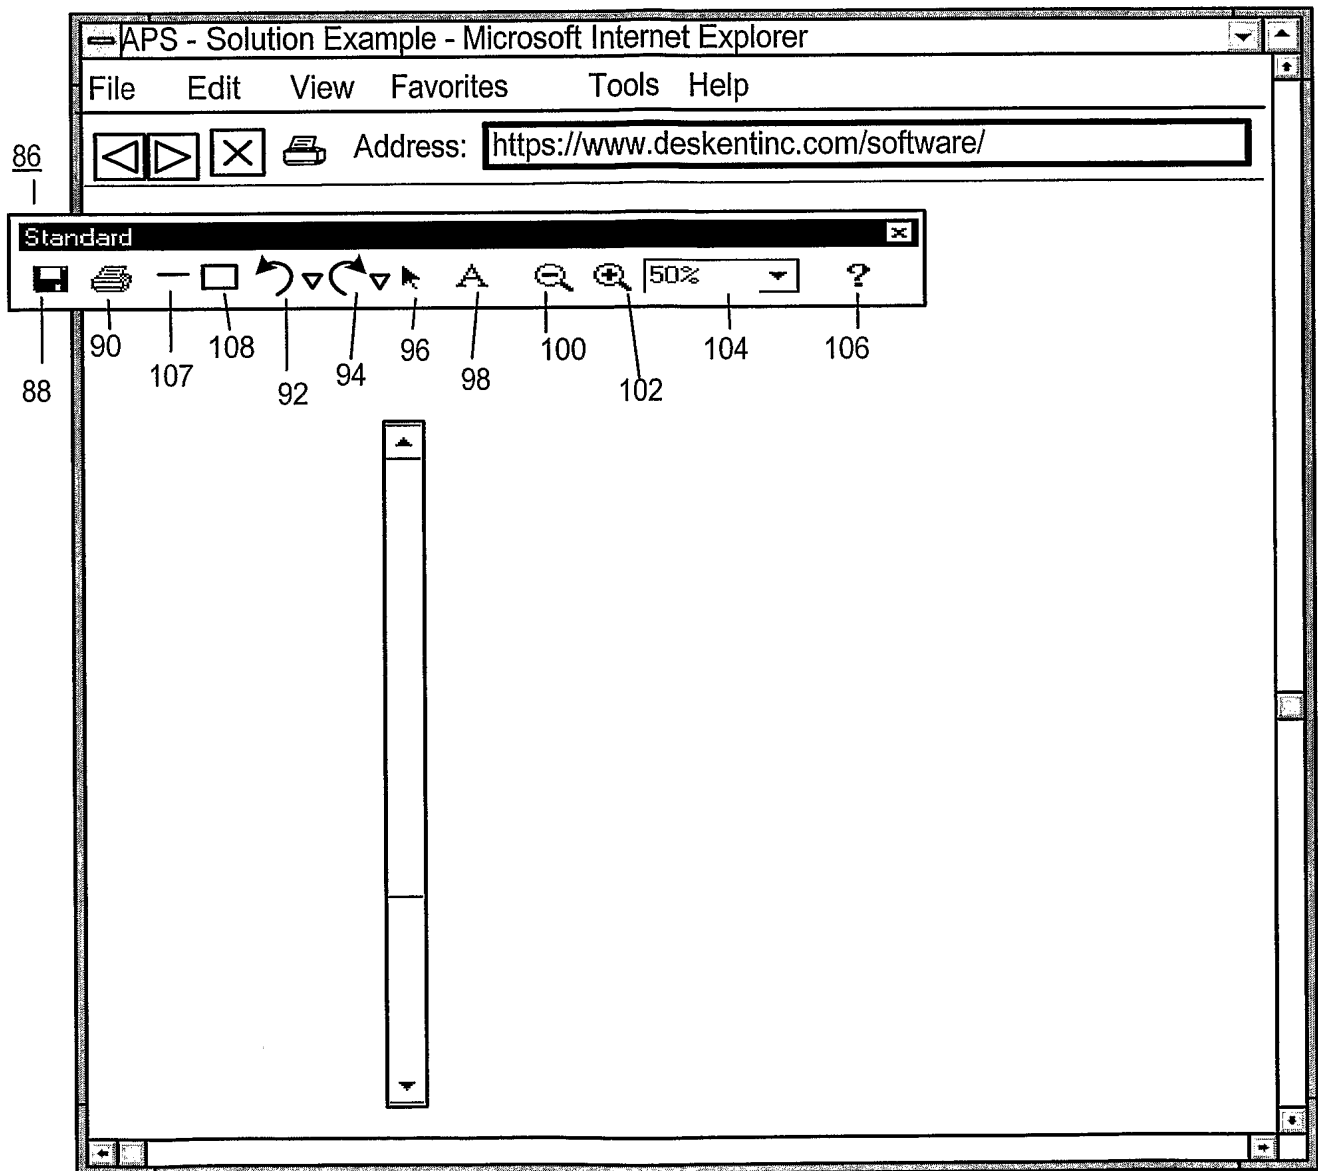 APS - Solution Example - Microsoft Internet Explorer
File Edit View Favorites Tools Help
Address: https://www.deskentinc.com/software/
86
Standard
A 50% ?
90 107 108 92 94 96 98 100 102 104 106
88